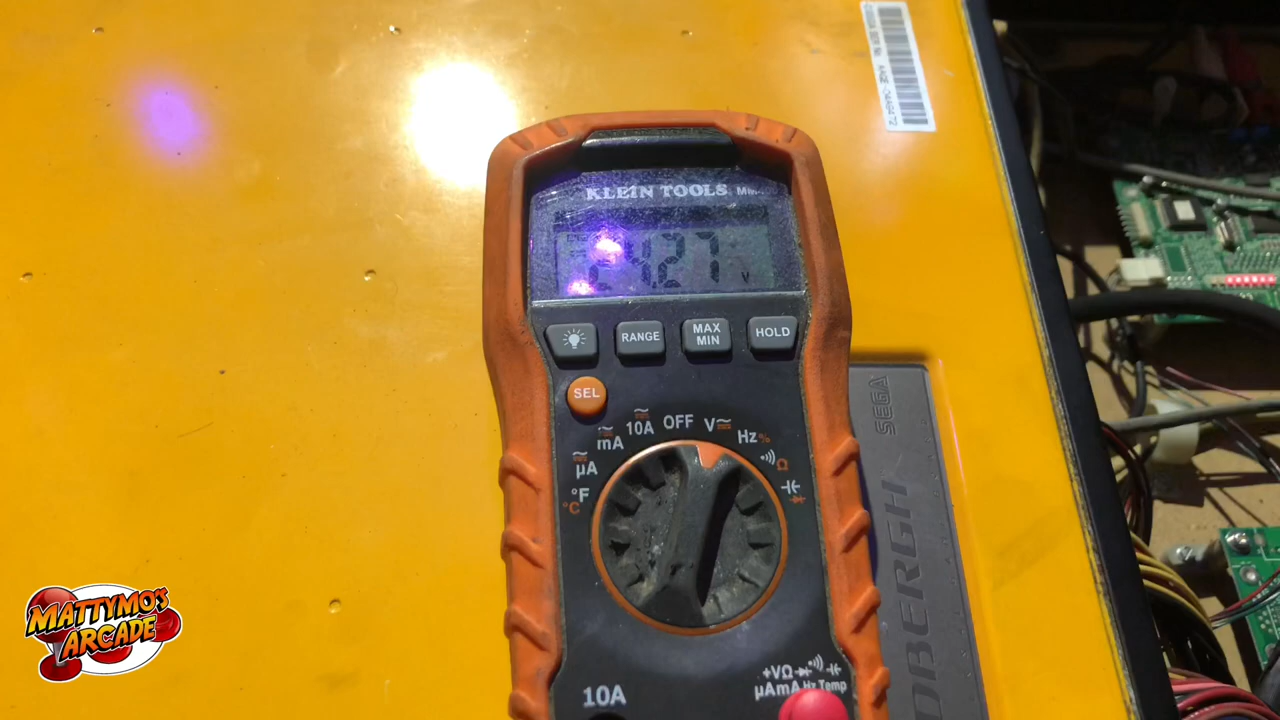 KLEIN TOOLS
24.27
V
RANGE
MAX
MIN
HOLD
SEL
OFF
V
Hz%
10A
mA
µA
°F
°C
Ω
SEGA
MATTYMO'S
ARCADE
10A
+VΩ
µAmA Hz Temp